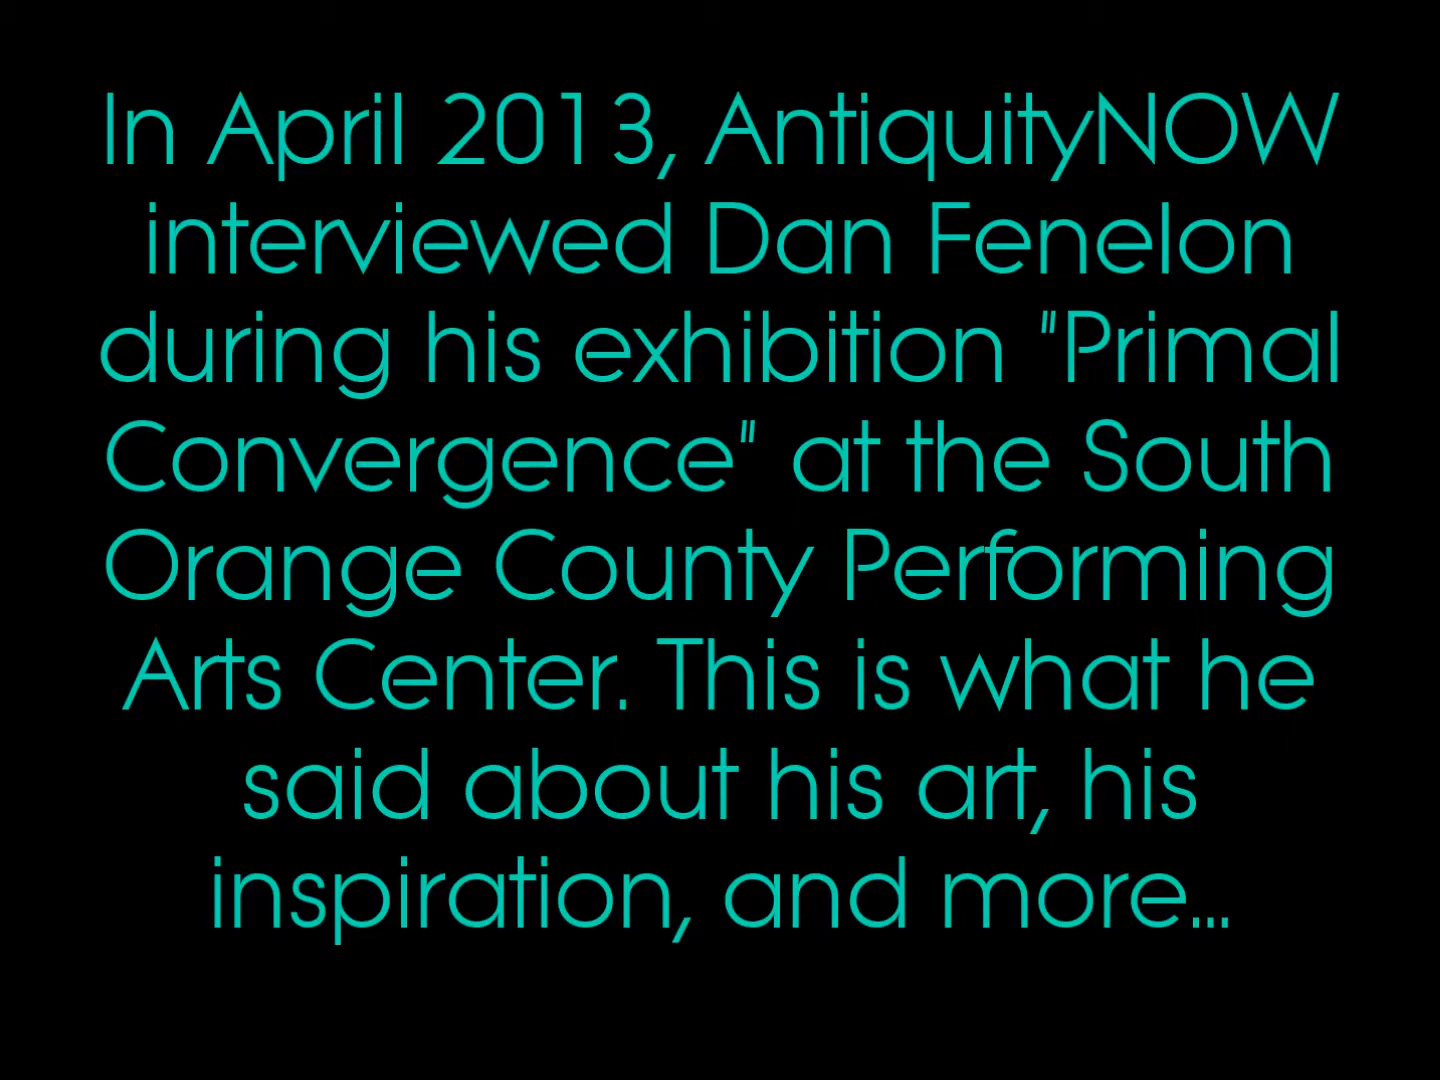 In April 2013, AntiquityNOW
interviewed Dan Fenelon
during his exhibition "Primal
Convergence" at the South
Orange County Performing
Arts Center. This is what he
said about his art, his
inspiration, and more...